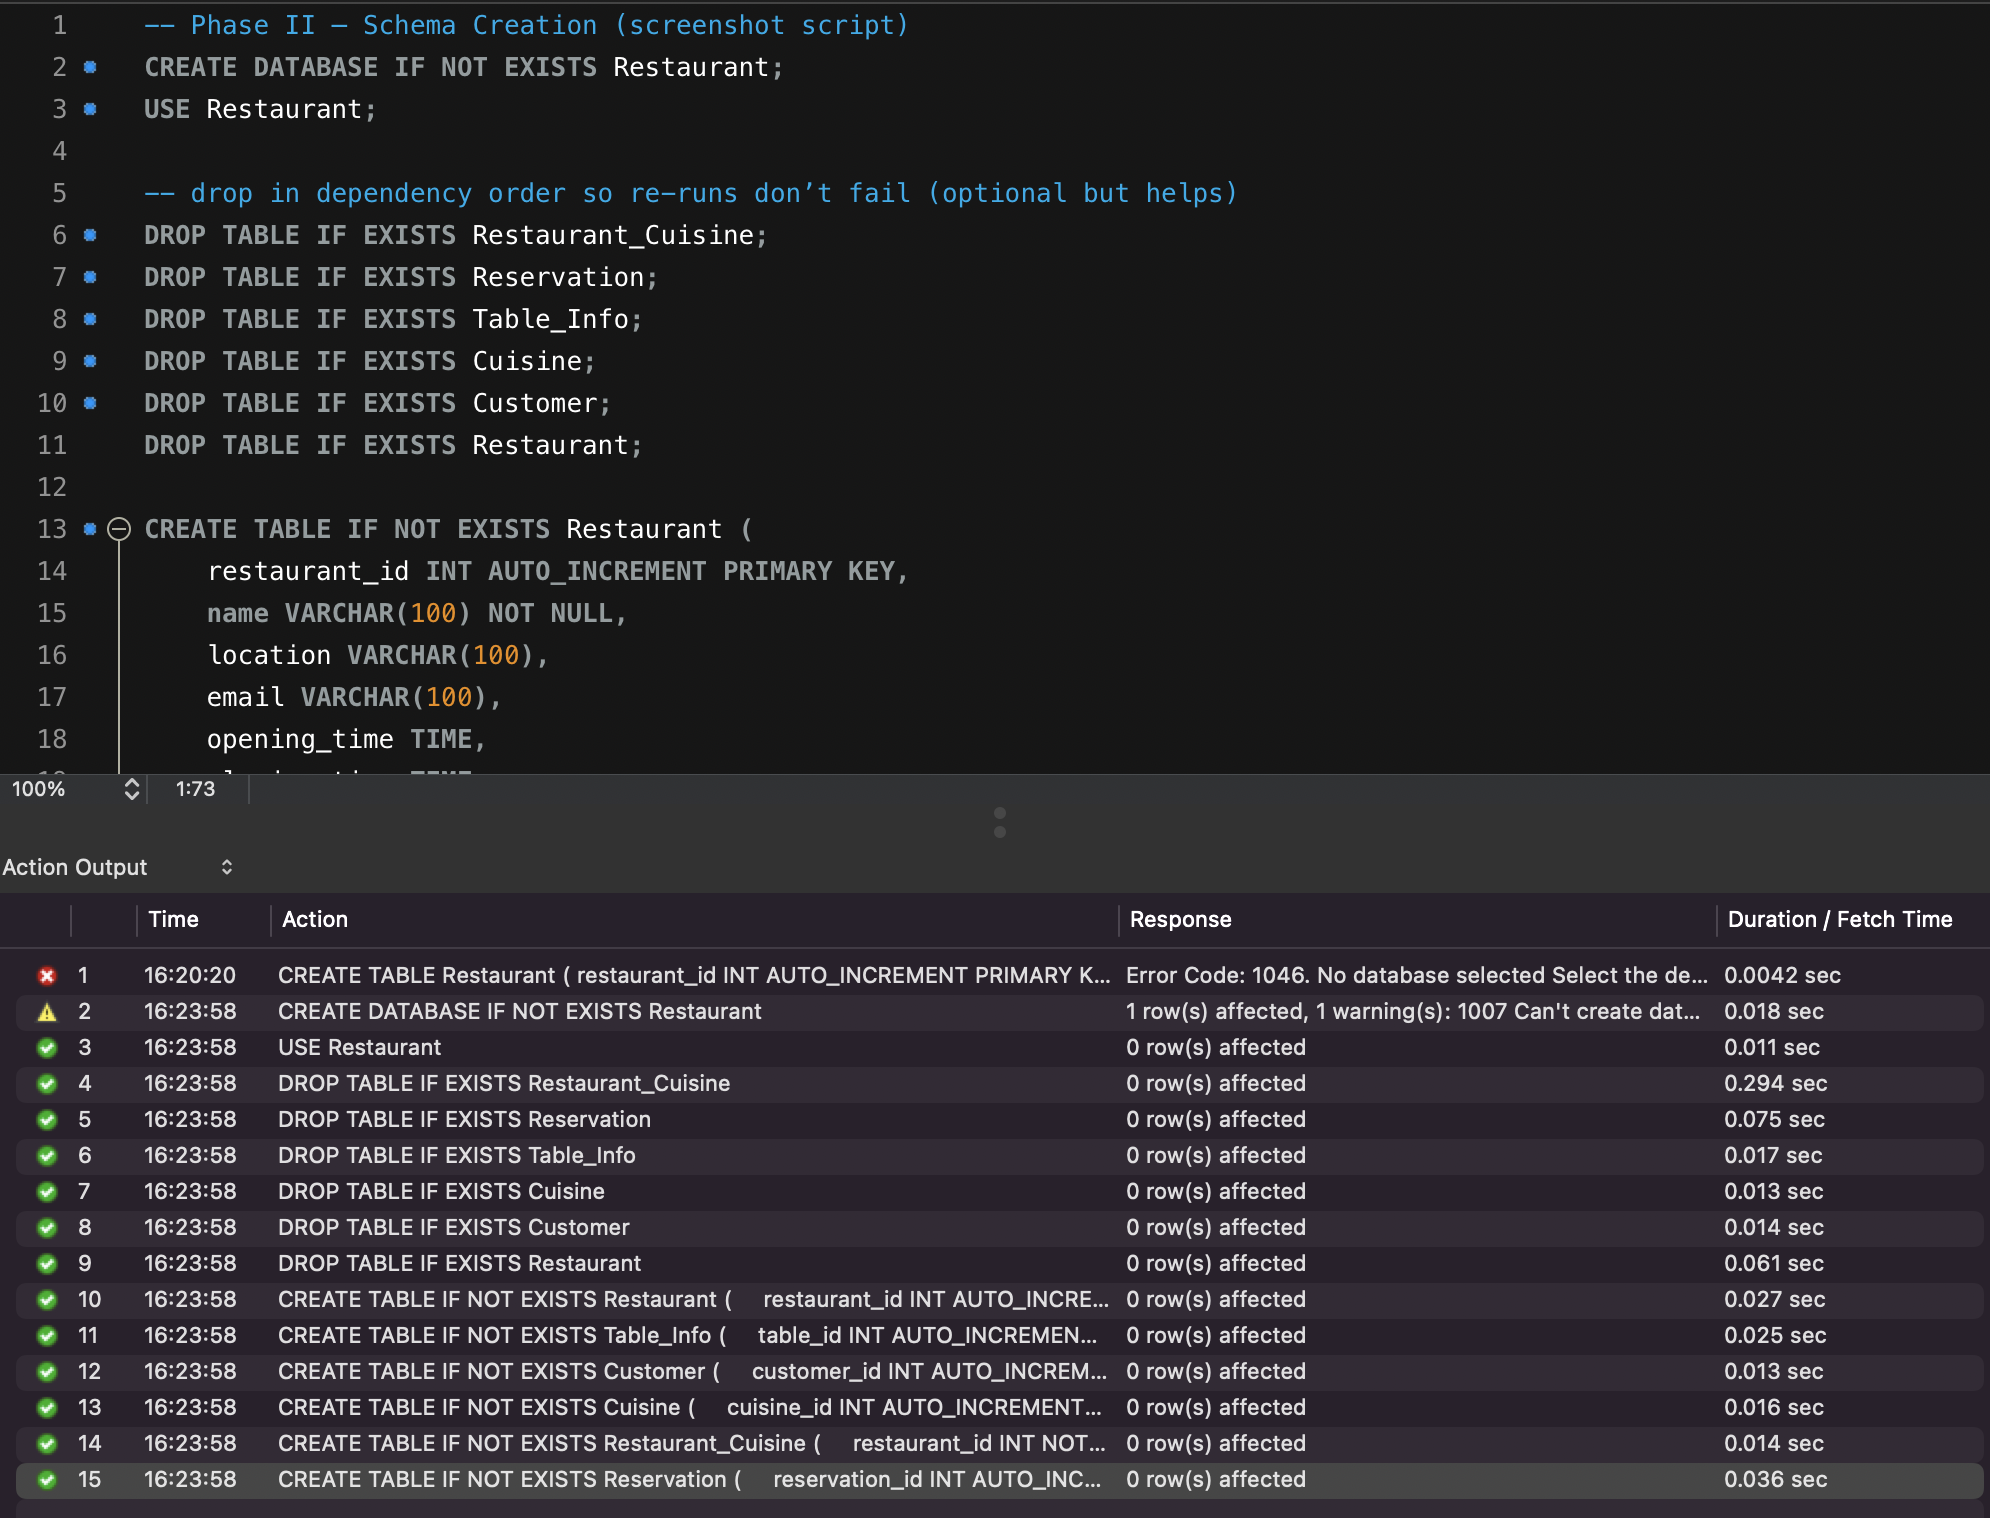 1 -- Phase II – Schema Creation (screenshot script)
2 CREATE DATABASE IF NOT EXISTS Restaurant;
3 USE Restaurant;
4
5 -- drop in dependency order so re-runs don’t fail (optional but helps)
6 DROP TABLE IF EXISTS Restaurant_Cuisine;
7 DROP TABLE IF EXISTS Reservation;
8 DROP TABLE IF EXISTS Table_Info;
9 DROP TABLE IF EXISTS Cuisine;
10 DROP TABLE IF EXISTS Customer;
11 DROP TABLE IF EXISTS Restaurant;
12
13 CREATE TABLE IF NOT EXISTS Restaurant (
14 restaurant_id INT AUTO_INCREMENT PRIMARY KEY,
15 name VARCHAR(100) NOT NULL,
16 location VARCHAR(100),
17 email VARCHAR(100),
18 opening_time TIME,
100% 1:73
Action Output
Time Action Response Duration / Fetch Time
1 16:20:20 CREATE TABLE Restaurant ( restaurant_id INT AUTO_INCREMENT PRIMARY K... Error Code: 1046. No database selected Select the de... 0.0042 sec
2 16:23:58 CREATE DATABASE IF NOT EXISTS Restaurant 1 row(s) affected, 1 warning(s): 1007 Can't create dat... 0.018 sec
3 16:23:58 USE Restaurant 0 row(s) affected 0.011 sec
4 16:23:58 DROP TABLE IF EXISTS Restaurant_Cuisine 0 row(s) affected 0.294 sec
5 16:23:58 DROP TABLE IF EXISTS Reservation 0 row(s) affected 0.075 sec
6 16:23:58 DROP TABLE IF EXISTS Table_Info 0 row(s) affected 0.017 sec
7 16:23:58 DROP TABLE IF EXISTS Cuisine 0 row(s) affected 0.013 sec
8 16:23:58 DROP TABLE IF EXISTS Customer 0 row(s) affected 0.014 sec
9 16:23:58 DROP TABLE IF EXISTS Restaurant 0 row(s) affected 0.061 sec
10 16:23:58 CREATE TABLE IF NOT EXISTS Restaurant ( restaurant_id INT AUTO_INCRE... 0 row(s) affected 0.027 sec
11 16:23:58 CREATE TABLE IF NOT EXISTS Table_Info ( table_id INT AUTO_INCREMEN... 0 row(s) affected 0.025 sec
12 16:23:58 CREATE TABLE IF NOT EXISTS Customer ( customer_id INT AUTO_INCREM... 0 row(s) affected 0.013 sec
13 16:23:58 CREATE TABLE IF NOT EXISTS Cuisine ( cuisine_id INT AUTO_INCREMENT... 0 row(s) affected 0.016 sec
14 16:23:58 CREATE TABLE IF NOT EXISTS Restaurant_Cuisine ( restaurant_id INT NOT... 0 row(s) affected 0.014 sec
15 16:23:58 CREATE TABLE IF NOT EXISTS Reservation ( reservation_id INT AUTO_INC... 0 row(s) affected 0.036 sec